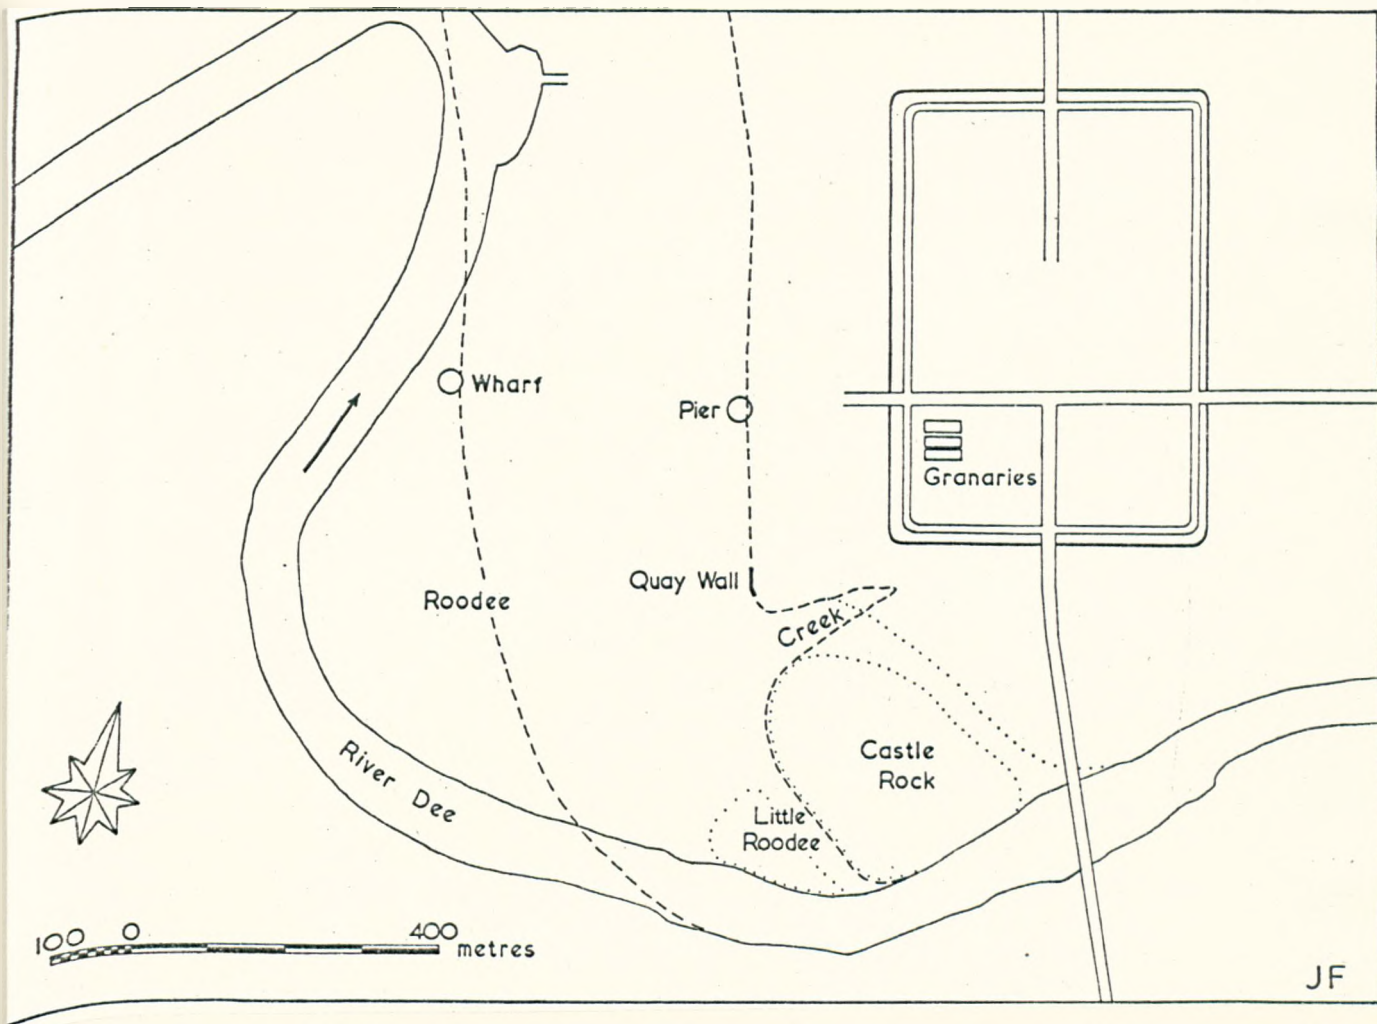 Wharf
Pier
Granaries
Quay Wall
Roodee
Creek
Castle
Rock
River Dee
Little
Roodee
100 0 400
metres
JF